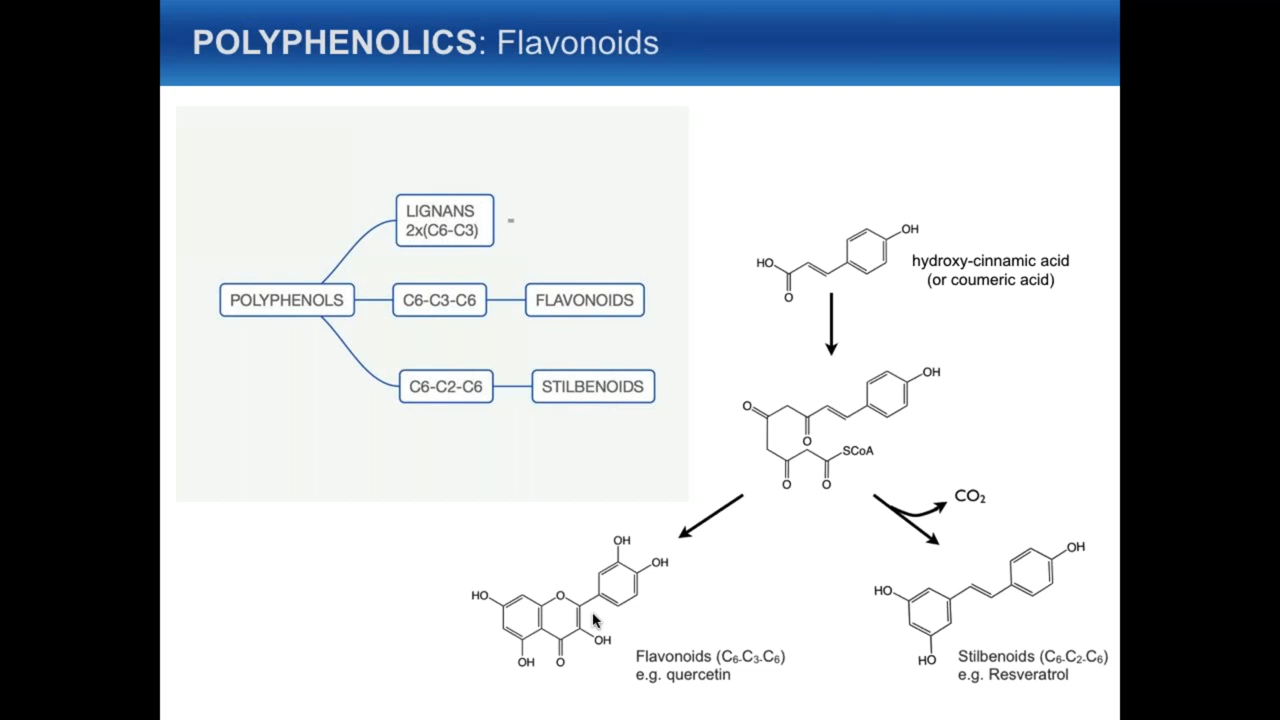 POLYPHENOLICS: Flavonoids
LIGNANS
2x(C6-C3)
=
POLYPHENOLS
C6-C3-C6
FLAVONOIDS
C6-C2-C6
STILBENOIDS
OH
HO
O
hydroxy-cinnamic acid
(or coumeric acid)
OH
O
O
SCoA
O
O
CO₂
OH
OH
HO
O
OH
OH
O
Flavonoids (C₆-C₃-C₆)
e.g. quercetin
OH
HO
HO
Stilbenoids (C₆-C₂-C₆)
e.g. Resveratrol